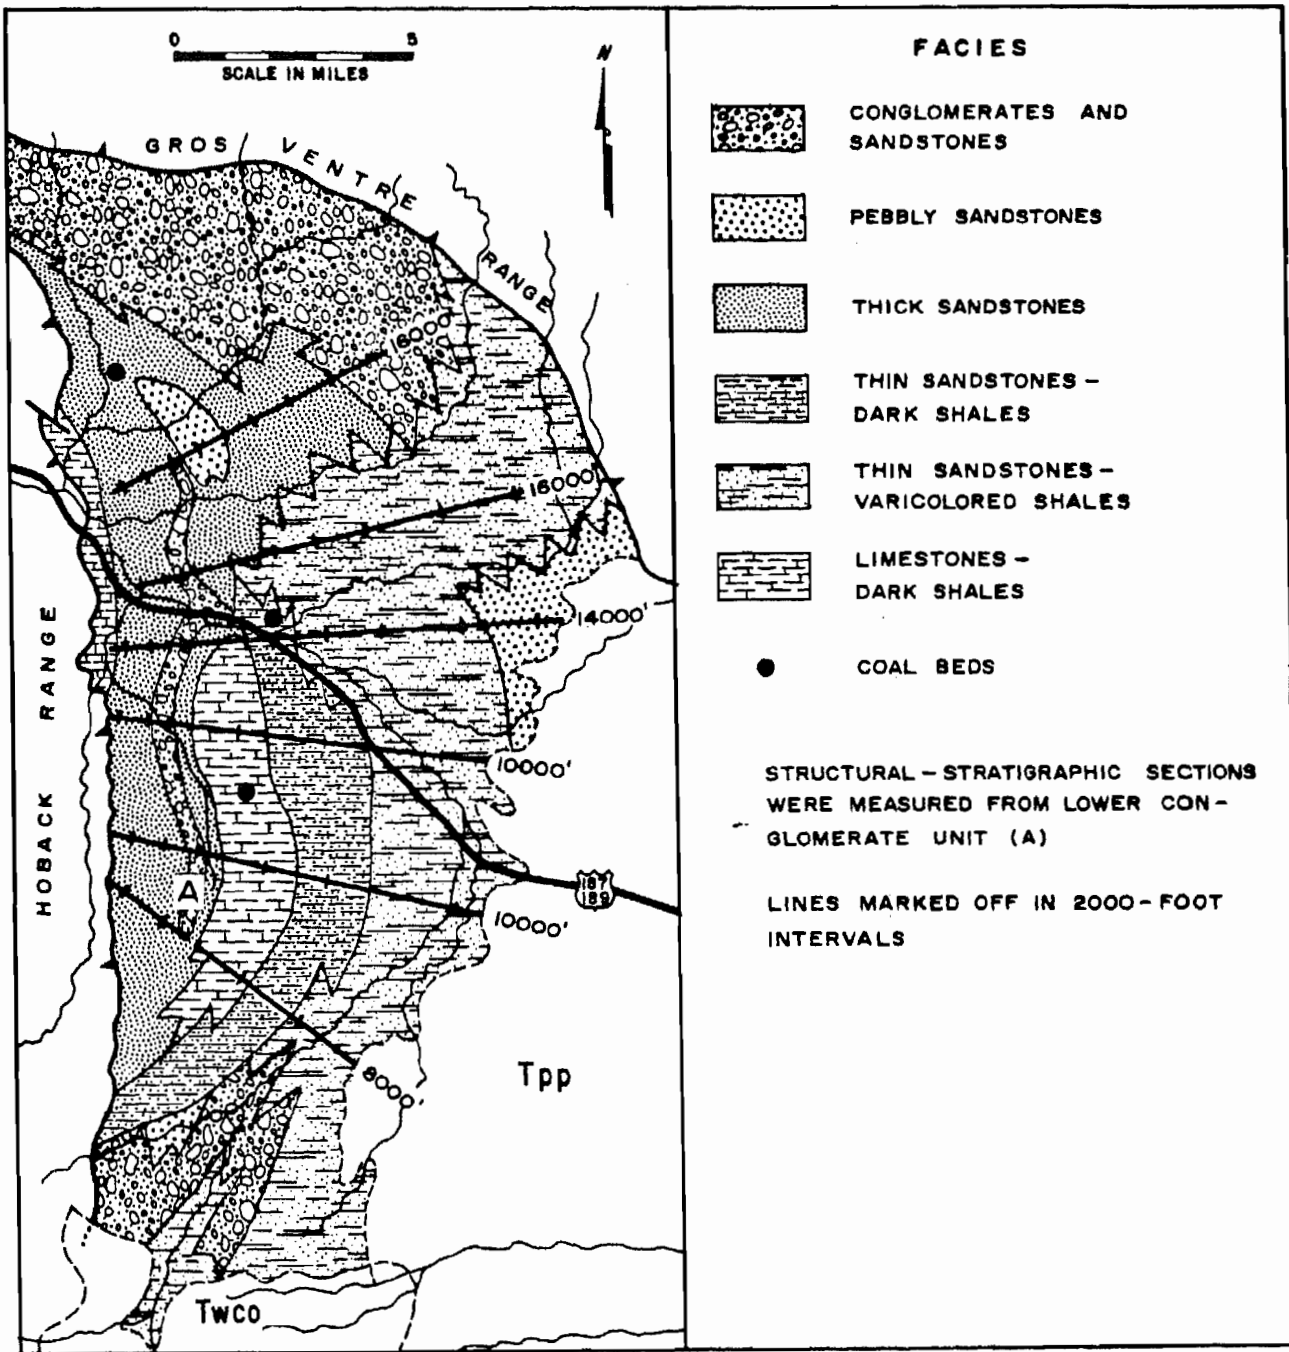 0 5
SCALE IN MILES
N
GROS VENTRE RANGE
16000'
16000'
14000'
10000'
10000'
8000'
HOBACK RANGE
A
187
189
Tpp
Twco
FACIES
CONGLOMERATES AND
SANDSTONES
PEBBLY SANDSTONES
THICK SANDSTONES
THIN SANDSTONES –
DARK SHALES
THIN SANDSTONES –
VARICOLORED SHALES
LIMESTONES –
DARK SHALES
COAL BEDS
STRUCTURAL – STRATIGRAPHIC SECTIONS
WERE MEASURED FROM LOWER CON-
GLOMERATE UNIT (A)
LINES MARKED OFF IN 2000 – FOOT
INTERVALS